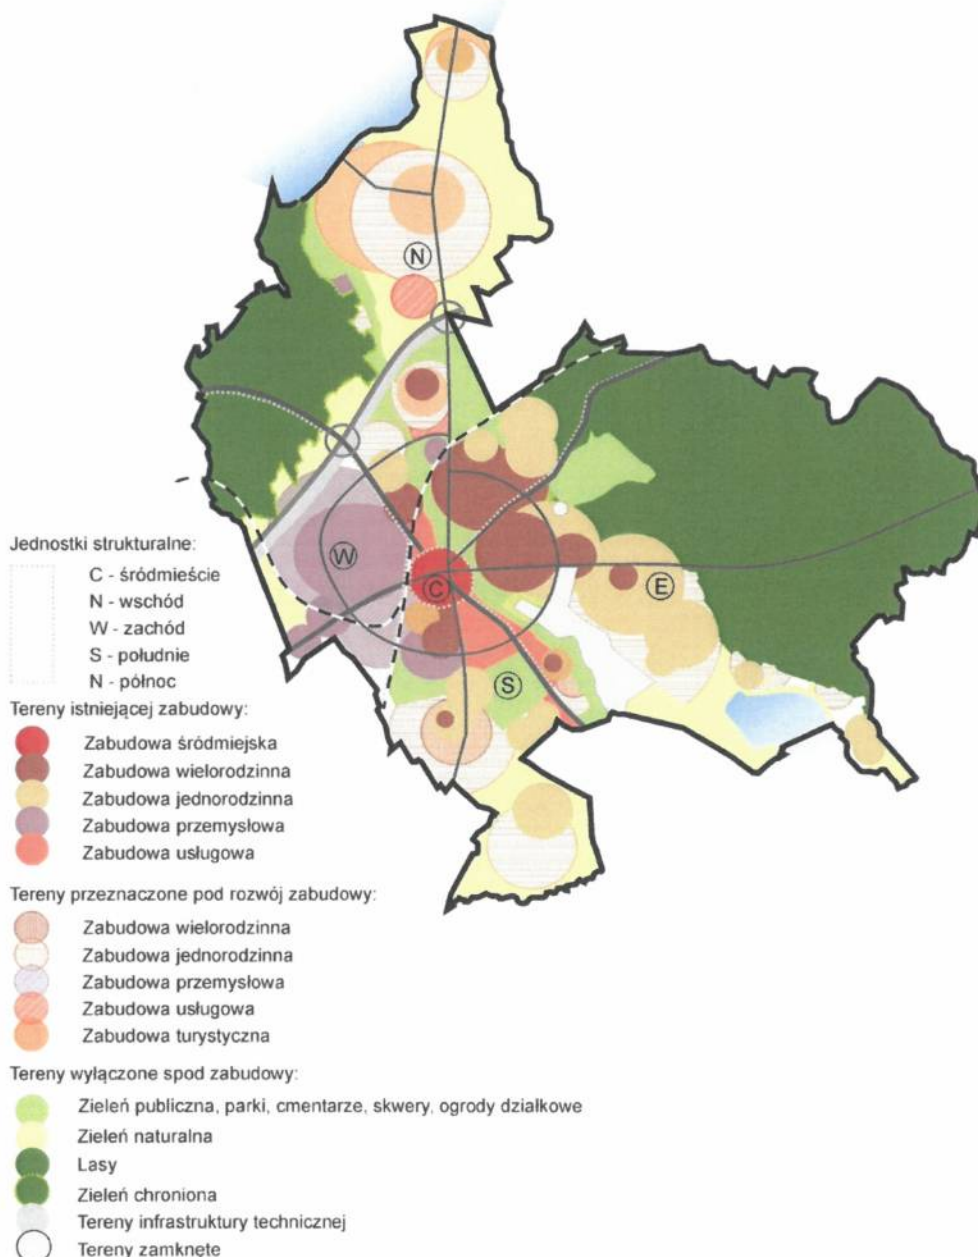 N
W
C
E
S
Jednostki strukturalne:
C - śródmieście
N - wschód
W - zachód
S - południe
N - północ
Tereny istniejącej zabudowy:
Zabudowa śródmiejska
Zabudowa wielorodzinna
Zabudowa jednorodzinna
Zabudowa przemysłowa
Zabudowa usługowa
Tereny przeznaczone pod rozwój zabudowy:
Zabudowa wielorodzinna
Zabudowa jednorodzinna
Zabudowa przemysłowa
Zabudowa usługowa
Zabudowa turystyczna
Tereny wyłączone spod zabudowy:
Zieleń publiczna, parki, cmentarze, skwery, ogrody działkowe
Zieleń naturalna
Lasy
Zieleń chroniona
Tereny infrastruktury technicznej
Tereny zamknęte